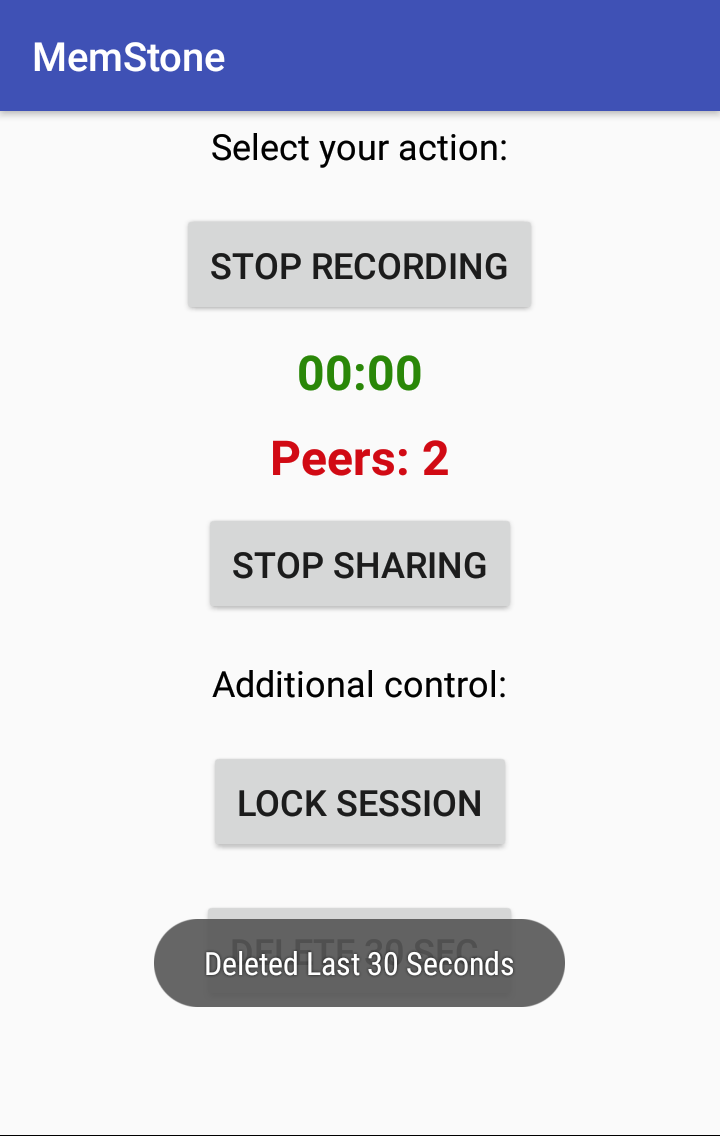 MemStone
Select your action:
STOP RECORDING
00:00
Peers: 2
STOP SHARING
Additional control:
LOCK SESSION
DELETE 30 SEC
Deleted Last 30 Seconds